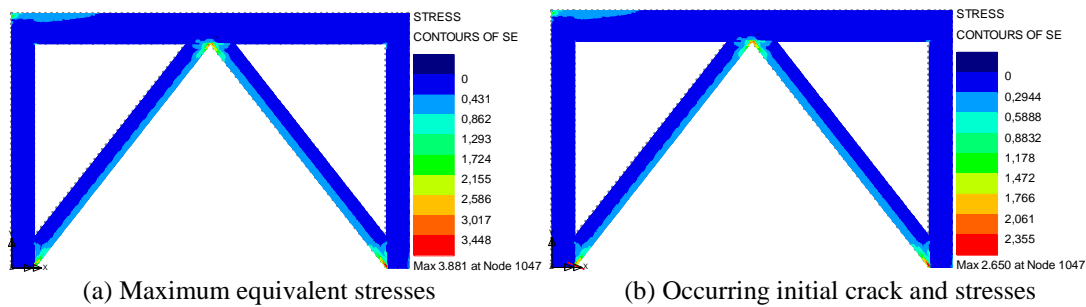 STRESS
CONTOURS OF SE
0
0,431
0,862
1,293
1,724
2,155
2,586
3.017
3,448
Max 3.881 at Node 1047
X
(a) Maximum equivalent stresses
STRESS
CONTOURS OF SE
0
0,2944
0,5888
0,8832
1,178
1,472
1,766
2,061
2,355
Max 2.650 at Node 1047
X
(b) Occurring initial crack and stresses